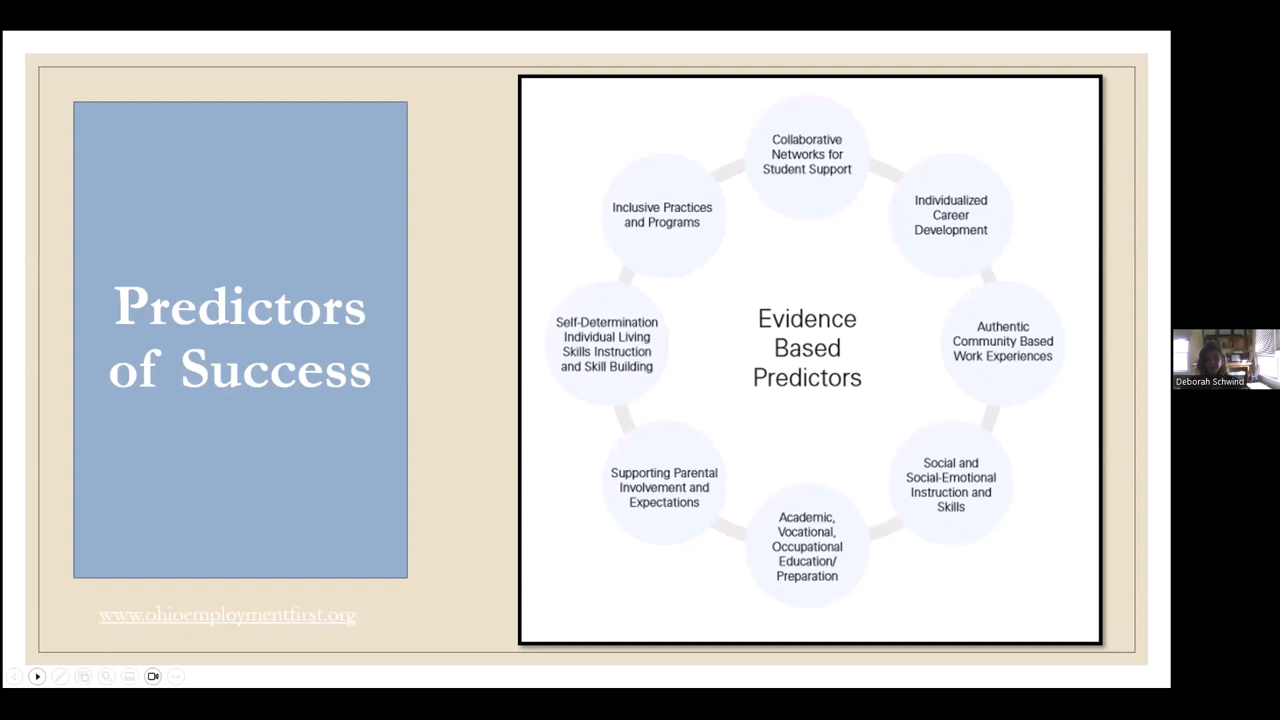 Predictors
of Success
www.ohioemploymentfirst.org
Evidence
Based
Predictors
Collaborative
Networks for
Student Support
Individualized
Career
Development
Authentic
Community Based
Work Experiences
Social and
Social-Emotional
Instruction and
Skills
Academic,
Vocational,
Occupational
Education/
Preparation
Supporting Parental
Involvement and
Expectations
Self-Determination
Individual Living
Skills Instruction
and Skill Building
Inclusive Practices
and Programs
Deborah Schwind